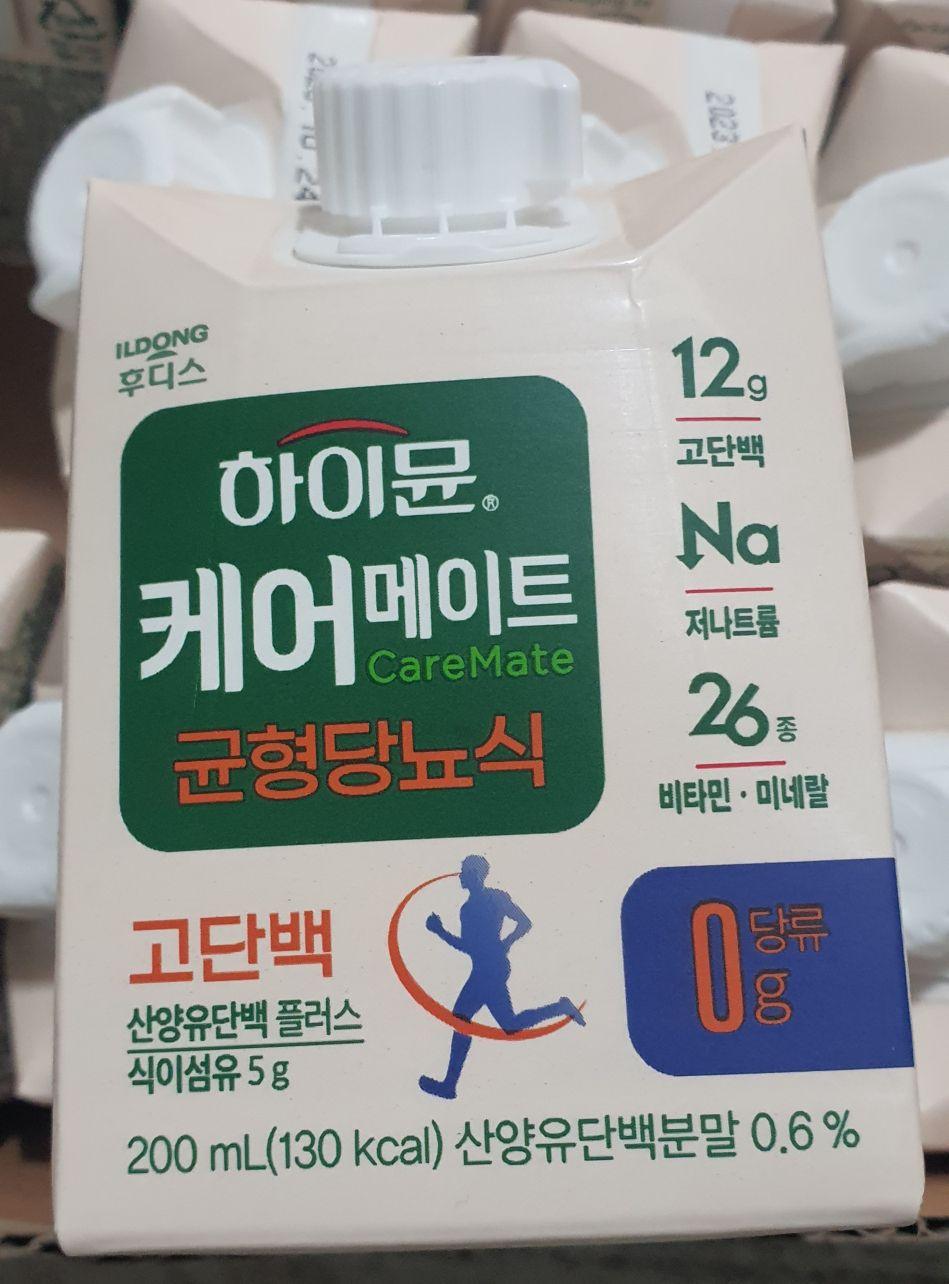 ILDONG
후디스
하이뮨®
케어메이트
CareMate
균형당뇨식
12g
고단백
Na
저나트륨
26종
비타민·미네랄
고단백
산양유단백 플러스
식이섬유 5g
0g 당류
200 mL(130 kcal) 산양유단백분말 0.6%
2023